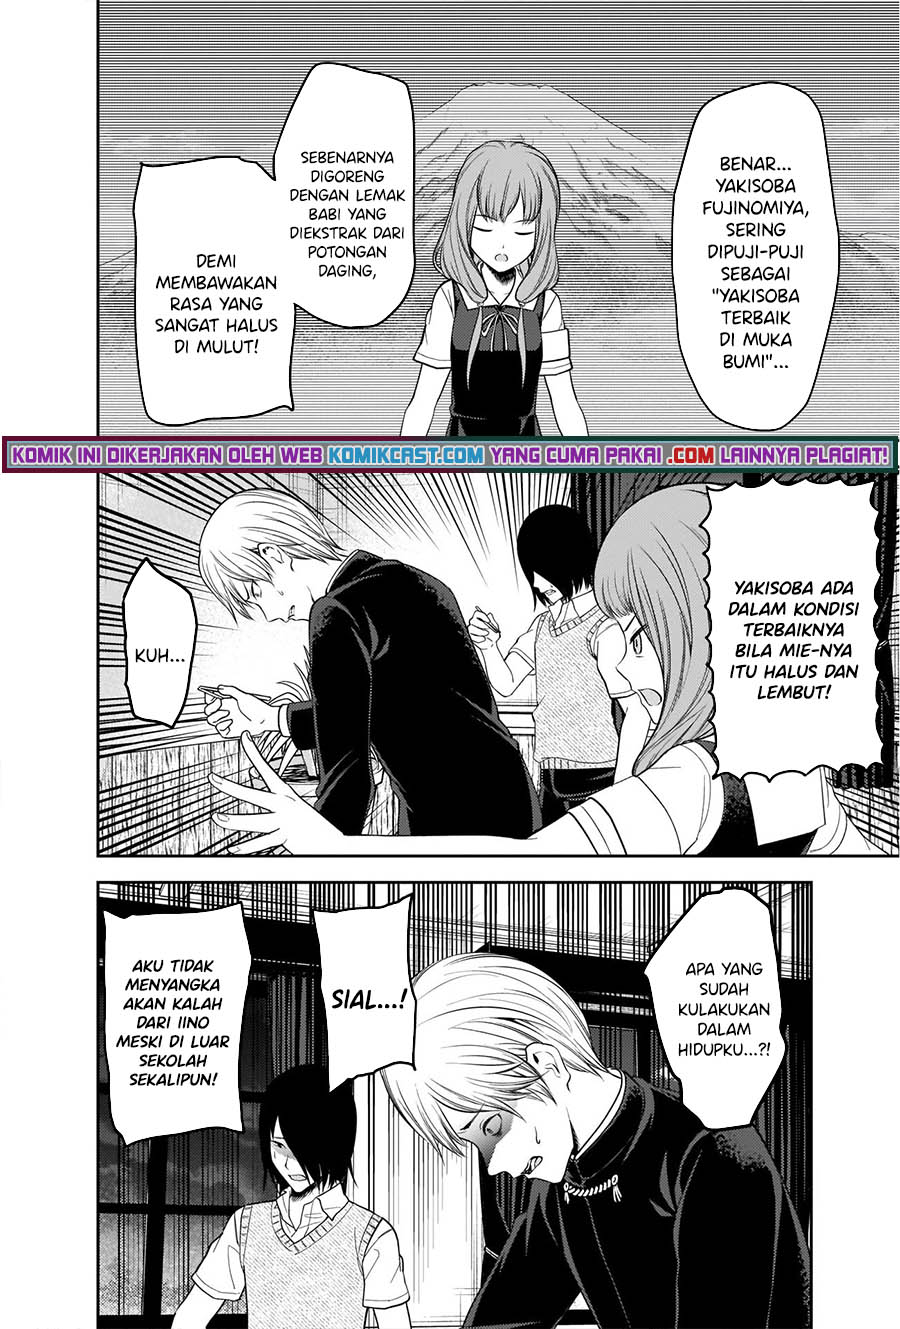 BENAR...
YAKISOBA
FUJINOMIYA,
SERING
DIPUJI-PUJI
SEBAGAI
"YAKISOBA
TERBAIK
DI MUKA
BUMI"...
SEBENARNYA
DIGORENG
DENGAN LEMAK
BABI YANG
DIEKSTRAK DARI
POTONGAN
DAGING,
DEMI
MEMBAWAKAN
RASA YANG
SANGAT HALUS
DI MULUT!
KOMIK INI DIKERJAKAN OLEH WEB KOMIKCAST.COM YANG CUMA PAKAI .COM LAINNYA PLAGIAT!
YAKISOBA ADA
DALAM KONDISI
TERBAIKNYA
BILA MIE-NYA
ITU HALUS DAN
LEMBUT!
KUH...
APA YANG
SUDAH
KULAKUKAN
DALAM
HIDUPKU...?!
SIAL...!
AKU TIDAK
MENYANGKA
AKAN KALAH
DARI IINO
MESKI DI LUAR
SEKOLAH
SEKALIPUN!